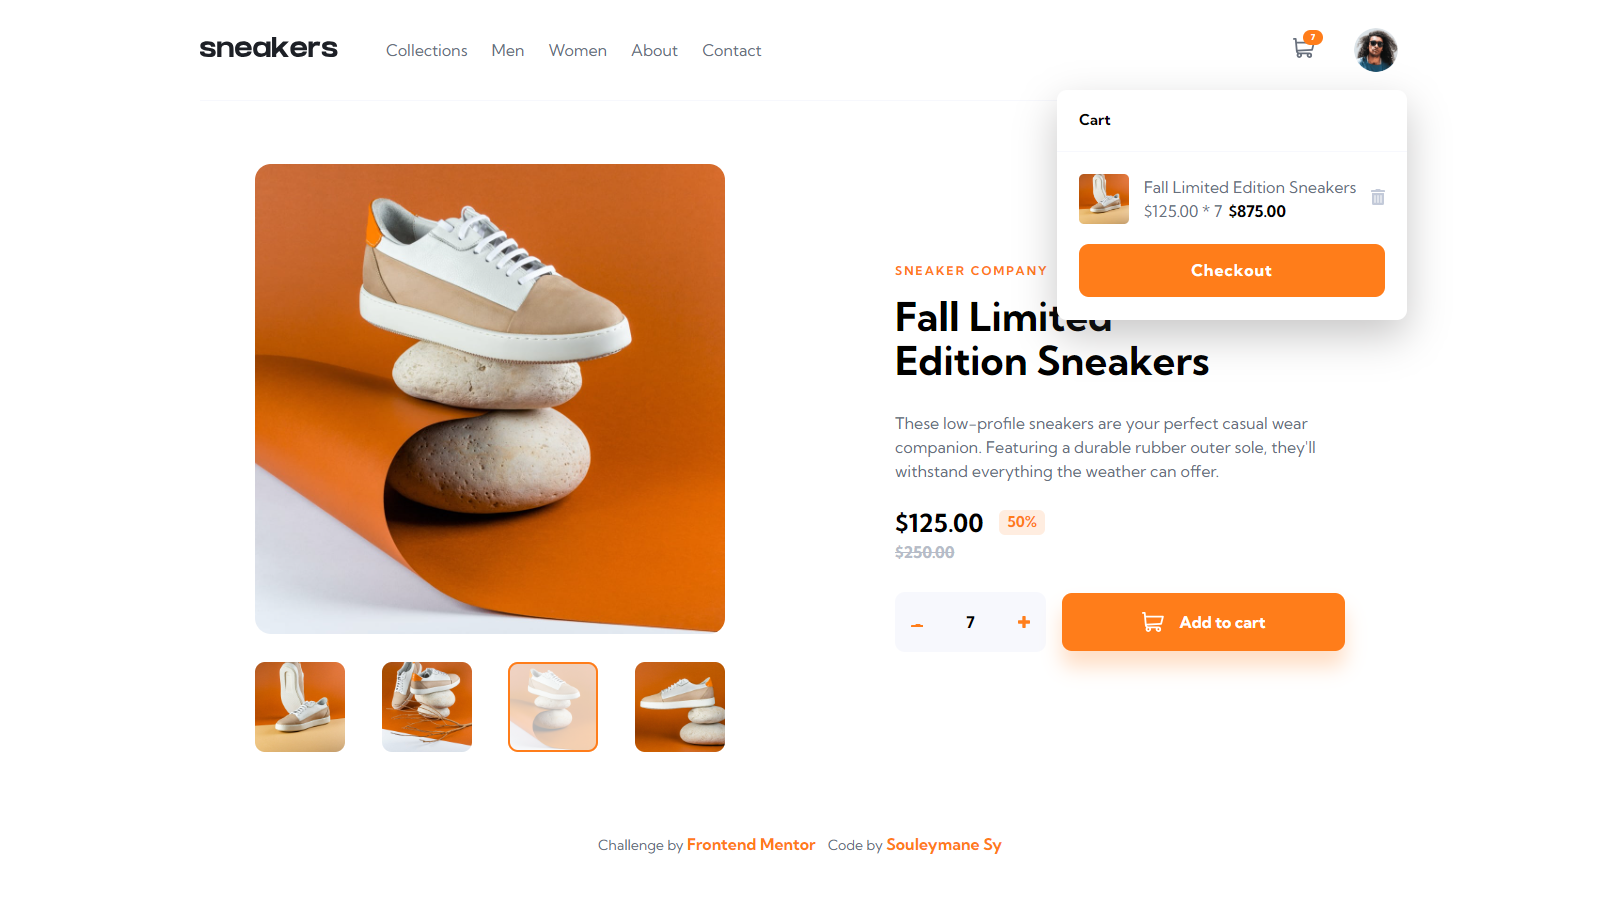 sneakers
Collections Men Women About Contact
7
Cart
Fall Limited Edition Sneakers
$125.00 * 7 $875.00
Checkout
SNEAKER COMPANY
Fall Limited
Edition Sneakers
These low-profile sneakers are your perfect casual wear
companion. Featuring a durable rubber outer sole, they'll
withstand everything the weather can offer.
$125.00 50%
$250.00
7
Add to cart
Challenge by Frontend Mentor Code by Souleymane Sy